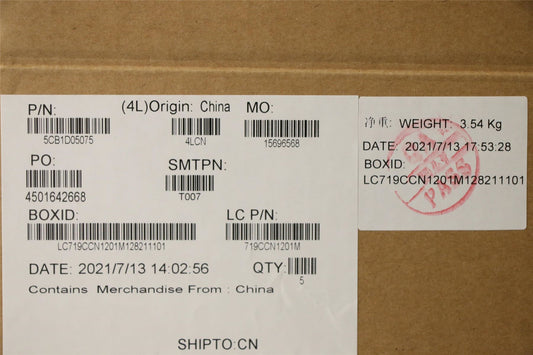 P/N:
5CB1D05075
(4L)Origin: China
4LCN
MO:
15696568
PO:
4501642668
SMTPN:
T007
BOXID:
LC719CCN1201M128211101
LC P/N:
719CCN1201M
DATE: 2021/7/13 14:02:56
QTY:
5
Contains Merchandise From : China
SHIPTO:CN
净重: WEIGHT: 3.54 Kg
DATE: 2021/7/13 17:53:28
BOXID:
LC719CCN1201M128211101
PASS